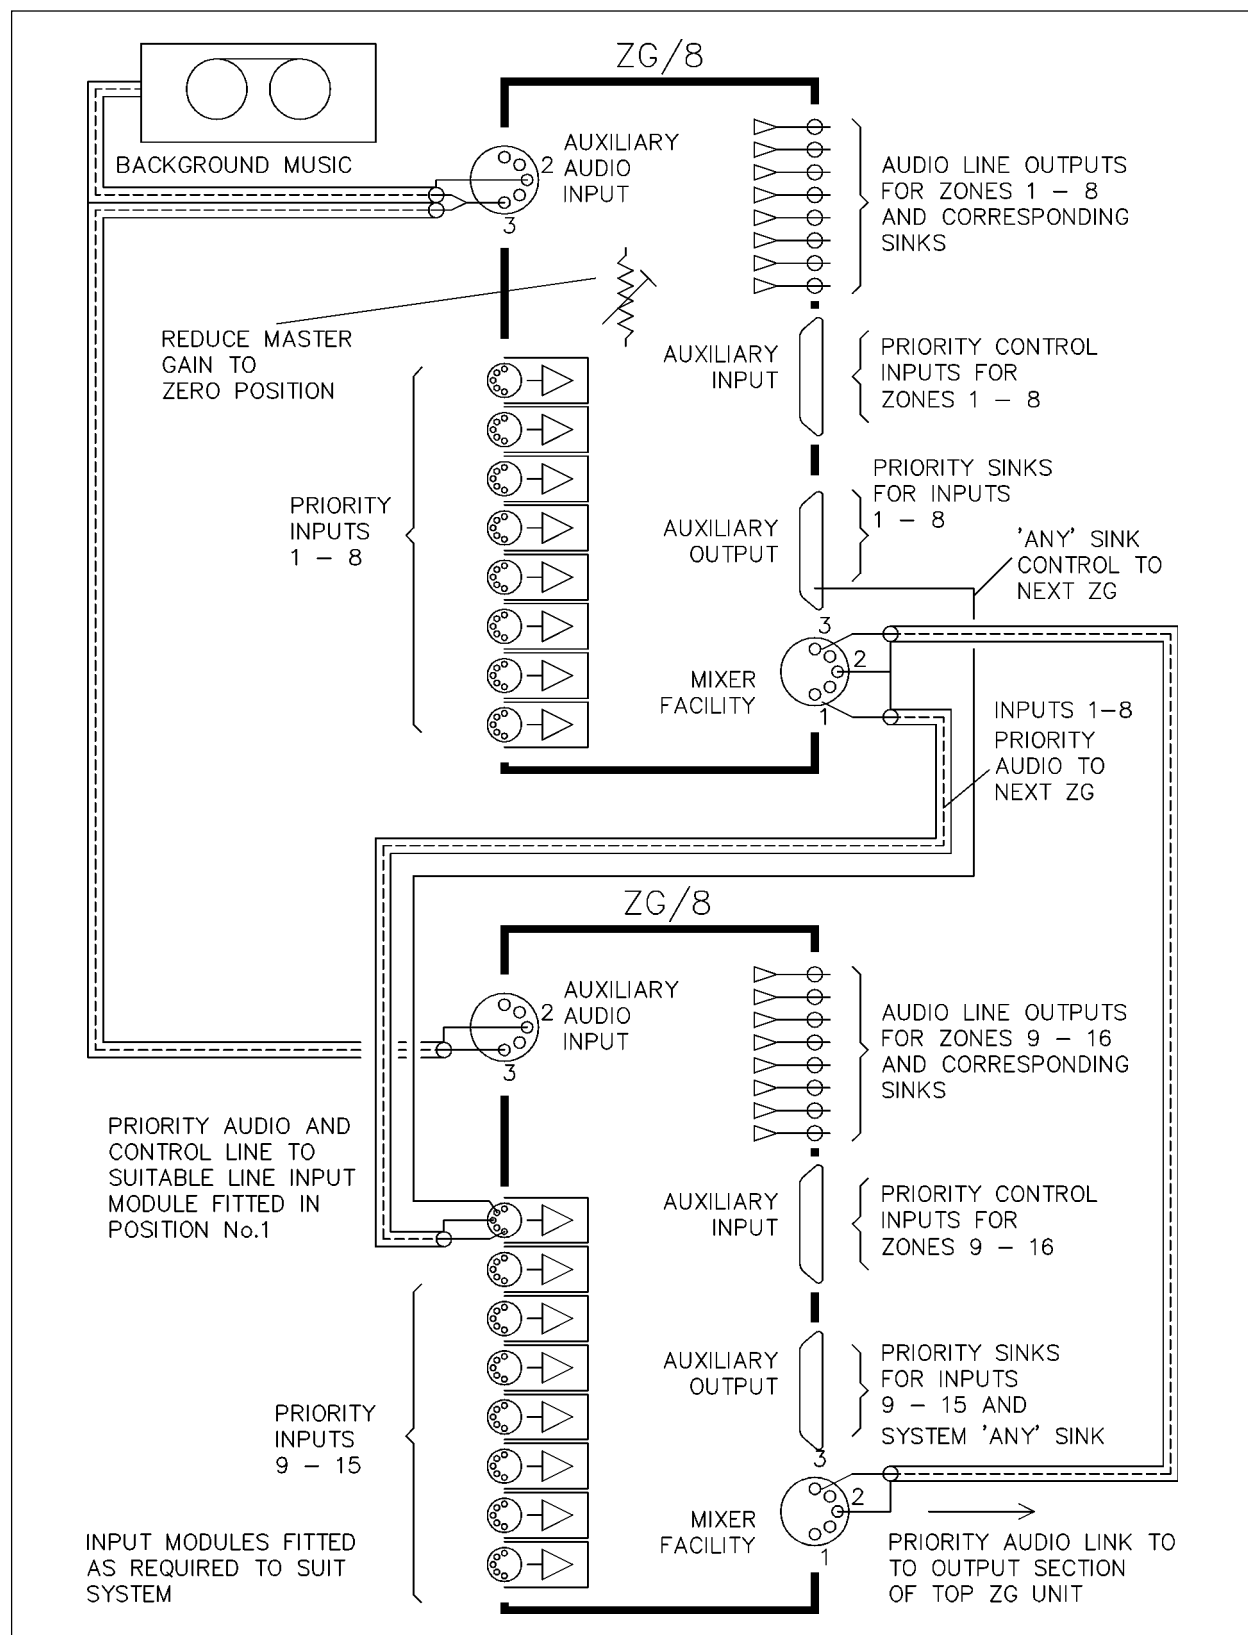 ZG/8
BACKGROUND MUSIC
2
3
AUXILIARY
AUDIO
INPUT
AUDIO LINE OUTPUTS
FOR ZONES 1 – 8
AND CORRESPONDING
SINKS
REDUCE MASTER
GAIN TO
ZERO POSITION
AUXILIARY
INPUT
PRIORITY CONTROL
INPUTS FOR
ZONES 1 – 8
PRIORITY
INPUTS
1 – 8
AUXILIARY
OUTPUT
PRIORITY SINKS
FOR INPUTS
1 – 8
'ANY' SINK
CONTROL TO
NEXT ZG
3
2
1
MIXER
FACILITY
INPUTS 1–8
PRIORITY
AUDIO TO
NEXT ZG
ZG/8
2
3
AUXILIARY
AUDIO
INPUT
AUDIO LINE OUTPUTS
FOR ZONES 9 – 16
AND CORRESPONDING
SINKS
PRIORITY AUDIO AND
CONTROL LINE TO
SUITABLE LINE INPUT
MODULE FITTED IN
POSITION No.1
AUXILIARY
INPUT
PRIORITY CONTROL
INPUTS FOR
ZONES 9 – 16
AUXILIARY
OUTPUT
PRIORITY SINKS
FOR INPUTS
9 – 15 AND
SYSTEM 'ANY' SINK
PRIORITY
INPUTS
9 – 15
3
2
1
MIXER
FACILITY
INPUT MODULES FITTED
AS REQUIRED TO SUIT
SYSTEM
PRIORITY AUDIO LINK TO
TO OUTPUT SECTION
OF TOP ZG UNIT